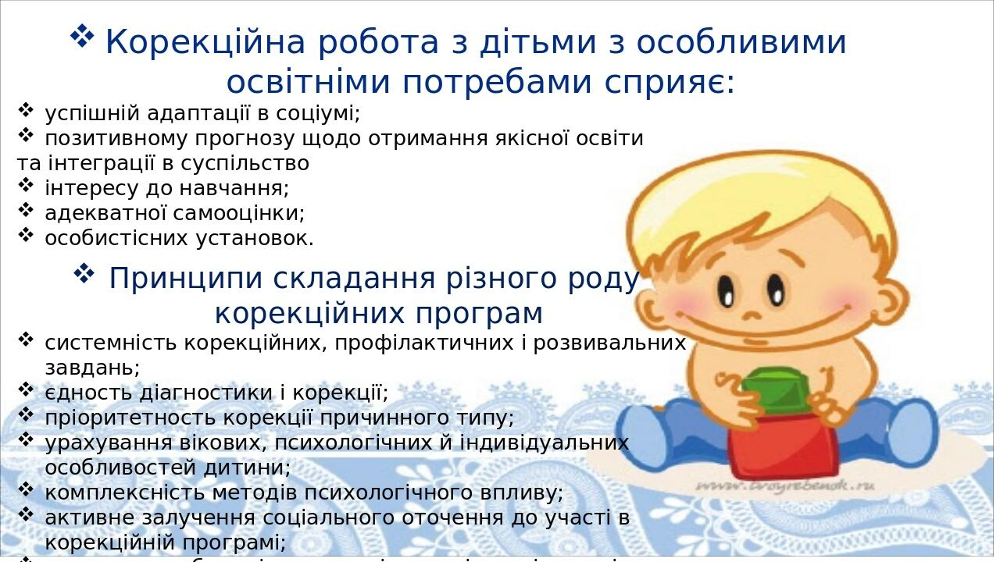 ❖ Корекційна робота з дітьми з особливими
освітніми потребами сприяє:
❖ успішній адаптації в соціумі;
❖ позитивному прогнозу щодо отримання якісної освіти
та інтеграції в суспільство
❖ інтересу до навчання;
❖ адекватної самооцінки;
❖ особистісних установок.
❖ Принципи складання різного роду
корекційних програм
❖ системність корекційних, профілактичних і розвивальних
завдань;
❖ єдность діагностики і корекції;
❖ пріоритетность корекції причинного типу;
❖ урахування вікових, психологічних й індивідуальних
особливостей дитини;
❖ комплексність методів психологічного впливу;
❖ активне залучення соціального оточення до участі в
корекційній програмі;
www.tvoyrebenok.ru